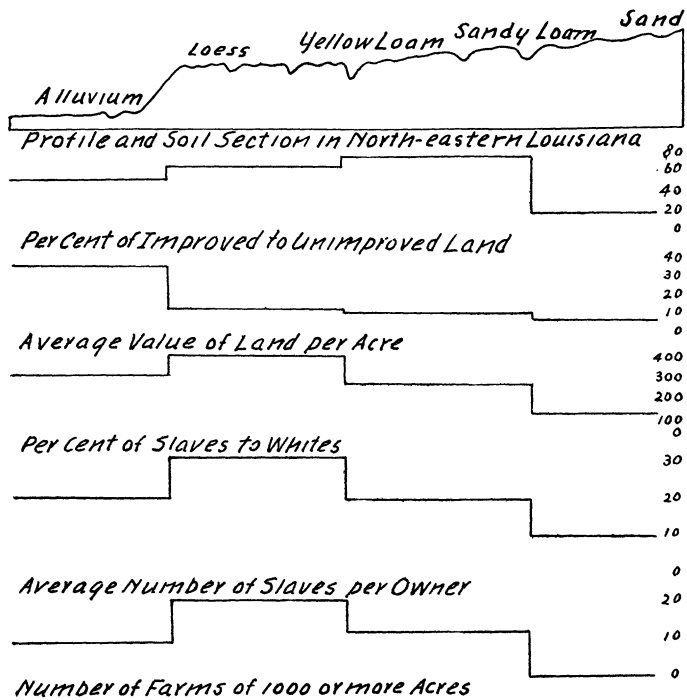 Sand
Alluvium Loess Yellow Loam Sandy Loam
Profile and Soil Section in North-eastern Louisiana
80
60
40
20
0
Per Cent of Improved to Unimproved Land
40
30
20
10
0
Average Value of Land per Acre
400
300
200
100
0
Per Cent of Slaves to Whites
30
20
10
0
Average Number of Slaves per Owner
20
10
0
Number of Farms of 1000 or more Acres